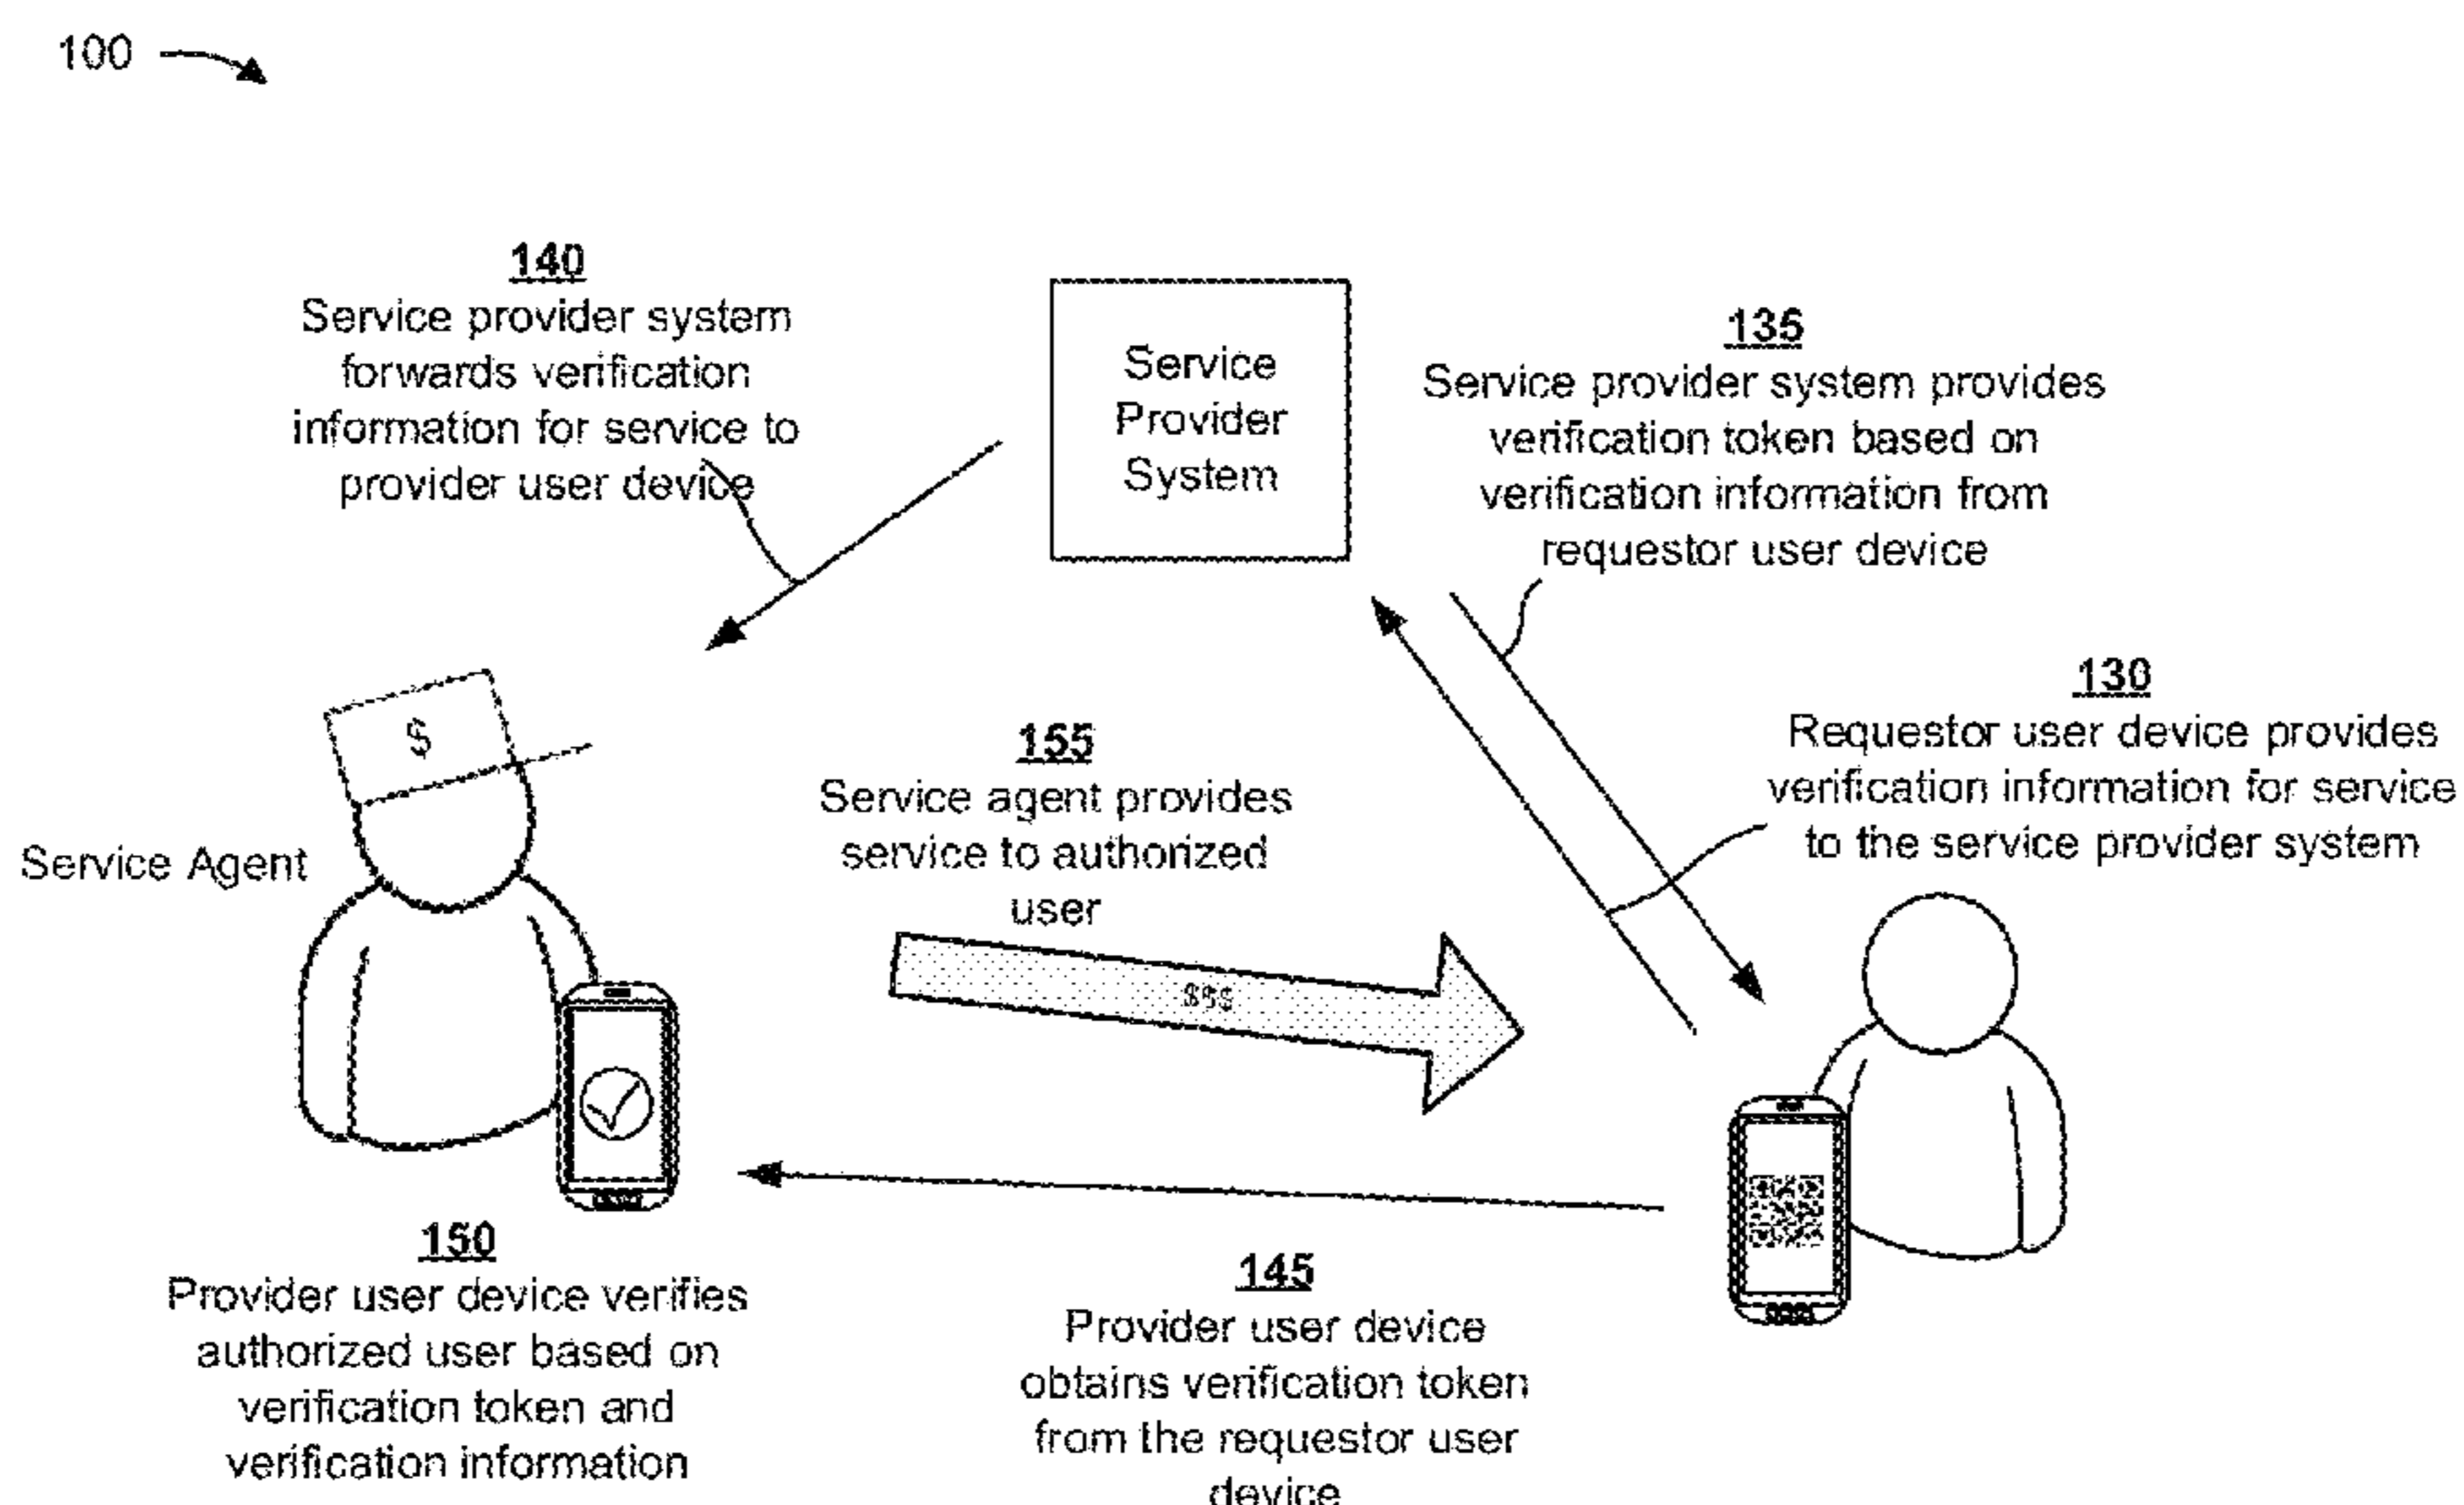 100
140
Service provider system
forwards verification
information for service to
provider user device
Service
Provider
System
135
Service provider system provides
verification token based on
verification information from
requestor user device
130
Requestor user device provides
verification information for service
to the service provider system
$
155
Service agent provides
service to authorized
user
Service Agent
$$$
150
Provider user device verifies
authorized user based on
verification token and
verification information
145
Provider user device
obtains verification token
from the requestor user
device